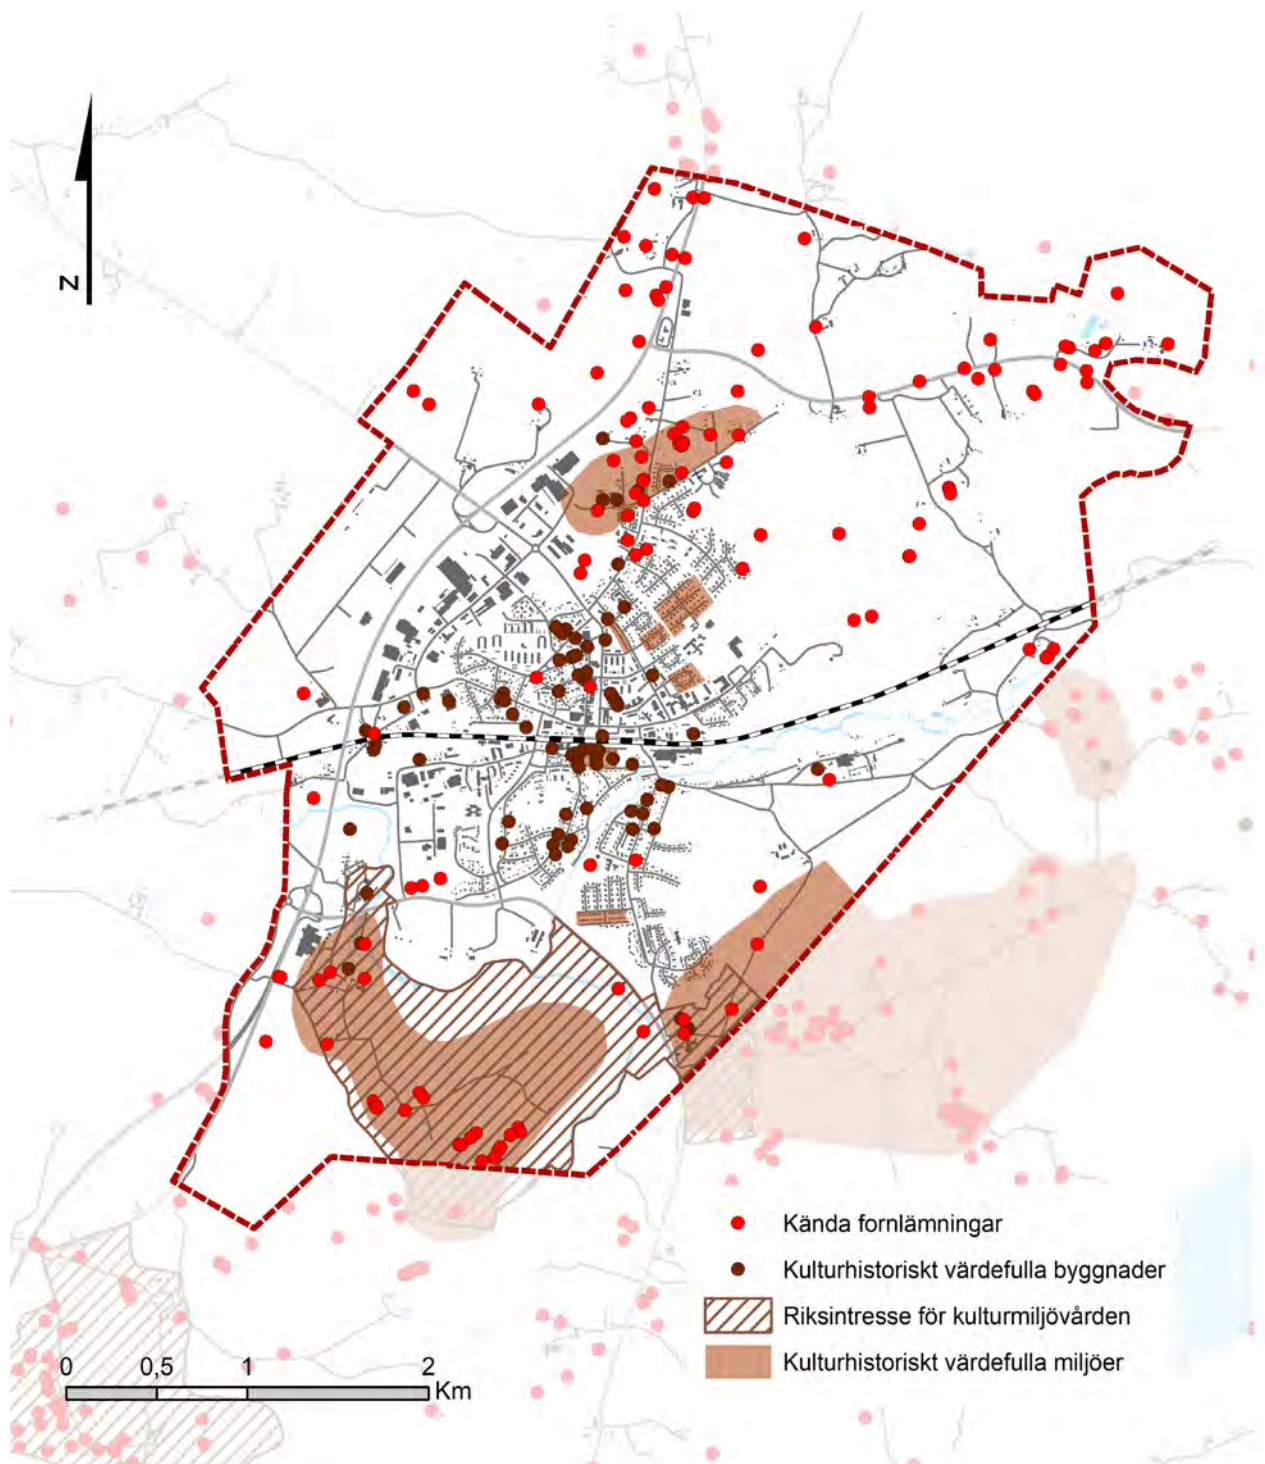 N
Kända fornlämningar
Kulturhistoriskt värdefulla byggnader
Riksintresse för kulturmiljövården
Kulturhistoriskt värdefulla miljöer
0 0,5 1 2
Km